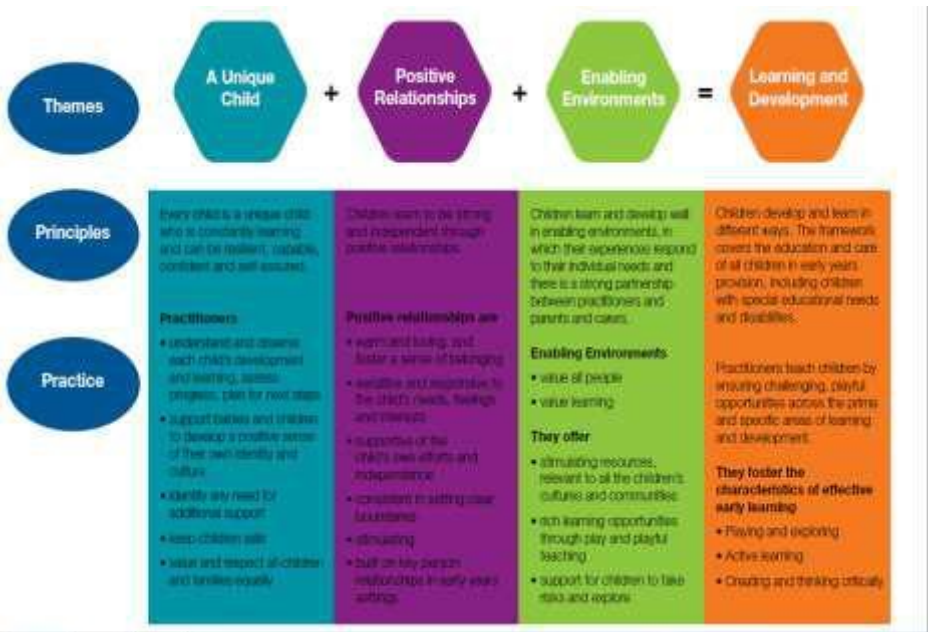 Themes
A Unique
Child
+
Positive
Relationships
+
Enabling
Environments
=
Learning and
Development
Principles
Every child is a unique child
who is constantly learning
and can be resilient, capable,
confident and self-assured.
Children learn to be strong
and independent through
positive relationships.
Children learn and develop well
in enabling environments, in
which their experiences respond
to their individual needs and
there is a strong partnership
between practitioners and
parents and carers.
Children develop and learn in
different ways. The framework
covers the education and care
of all children in early years
provision, including children
with special educational needs
and disabilities.
Practice
Practitioners
• understand and observe
each child's development
and learning, assess
progress, plan for next steps
• support babies and children
to develop a positive sense
of their own identity and
culture
• identify any need for
additional support
• keep children safe
• value and respect all children
and families equally
Positive relationships are
• warm and loving, and
foster a sense of belonging
• sensitive and responsive to
the child's needs, feelings
and interests
• supportive of the
child's own efforts and
independence
• consistent in setting clear
boundaries
• stimulating
• built on key person
relationships in early years
settings
Enabling Environments
• value all people
• value learning
They offer
• stimulating resources,
relevant to all the children's
cultures and communities
• rich learning opportunities
through play and playful
teaching
• support for children to take
risks and explore
Practitioners teach children by
ensuring challenging, playful
opportunities across the prime
and specific areas of learning
and development.
They foster the
characteristics of effective
early learning
• Playing and exploring
• Active learning
• Creating and thinking critically